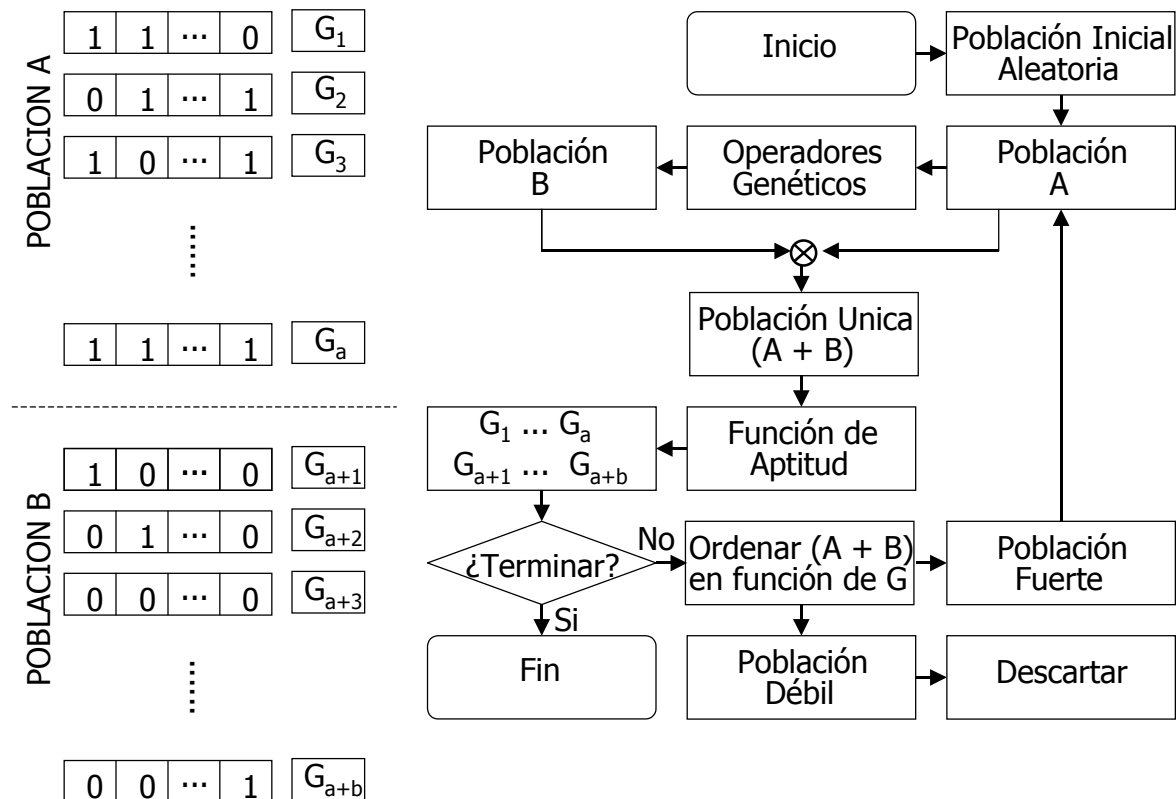 POBLACION A
1 1 ... 0 G1
0 1 ... 1 G2
1 0 ... 1 G3
1 1 ... 1 Ga
POBLACION B
1 0 ... 0 Ga+1
0 1 ... 0 Ga+2
0 0 ... 0 Ga+3
0 0 ... 1 Ga+b
Inicio
Población Inicial
Aleatoria
Población
B
Operadores
Genéticos
Población
A
Población Unica
(A + B)
G1 ... Ga
Ga+1 ... Ga+b
Función de
Aptitud
¿Terminar?
No
Si
Ordenar (A + B)
en función de G
Población
Fuerte
Fin
Población
Débil
Descartar